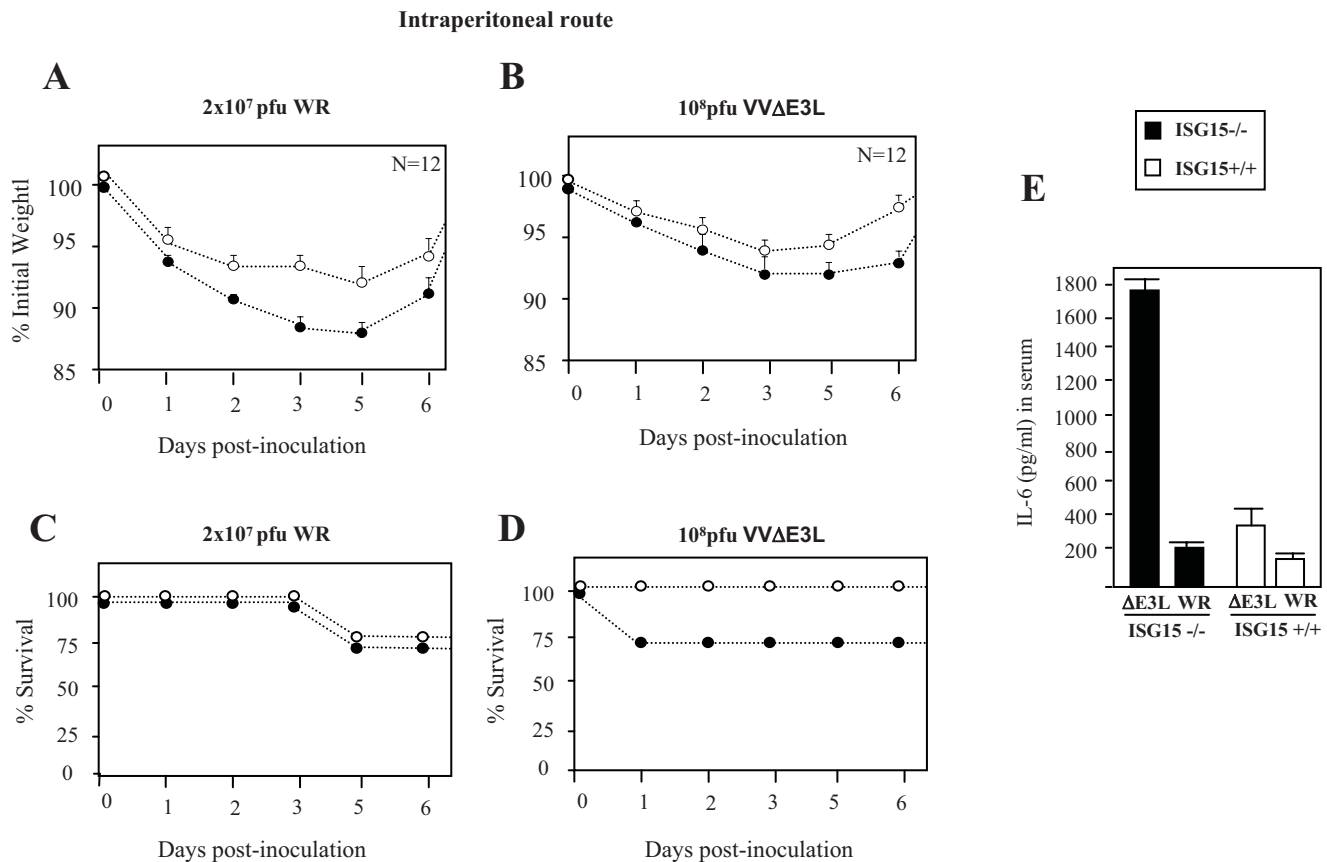 Intraperitoneal route
A
2x10⁷ pfu WR
N=12
% Initial Weightl
100
95
90
85
0 1 2 3 5 6
Days post-inoculation
B
10⁸pfu VVΔE3L
N=12
100
95
90
85
0 1 2 3 5 6
Days post-inoculation
C
2x10⁷ pfu WR
% Survival
100
75
50
25
0
0 1 2 3 5 6
Days post-inoculation
D
10⁸pfu VVΔE3L
% Survival
100
75
50
25
0
0 1 2 3 5 6
Days post-inoculation
ISG15-/-
ISG15+/+
E
IL-6 (pg/ml) in serum
1800
1600
1400
1200
1000
800
600
400
200
ΔE3L WR ΔE3L WR
ISG15 -/- ISG15 +/+